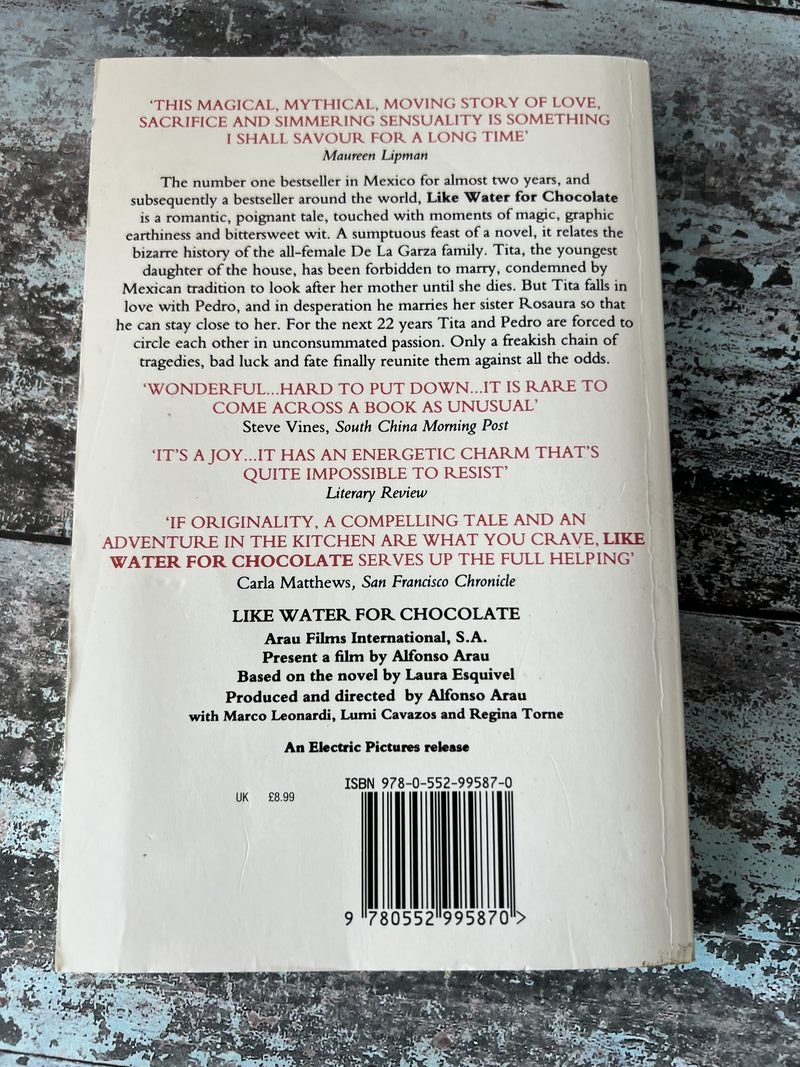 'THIS MAGICAL, MYTHICAL, MOVING STORY OF LOVE,
SACRIFICE AND SIMMERING SENSUALITY IS SOMETHING
I SHALL SAVOUR FOR A LONG TIME'
Maureen Lipman
The number one bestseller in Mexico for almost two years, and
subsequently a bestseller around the world, Like Water for Chocolate
is a romantic, poignant tale, touched with moments of magic, graphic
earthiness and bittersweet wit. A sumptuous feast of a novel, it relates the
bizarre history of the all-female De La Garza family. Tita, the youngest
daughter of the house, has been forbidden to marry, condemned by
Mexican tradition to look after her mother until she dies. But Tita falls in
love with Pedro, and in desperation he marries her sister Rosaura so that
he can stay close to her. For the next 22 years Tita and Pedro are forced to
circle each other in unconsummated passion. Only a freakish chain of
tragedies, bad luck and fate finally reunite them against all the odds.
'WONDERFUL...HARD TO PUT DOWN...IT IS RARE TO
COME ACROSS A BOOK AS UNUSUAL'
Steve Vines, South China Morning Post
'IT'S A JOY...IT HAS AN ENERGETIC CHARM THAT'S
QUITE IMPOSSIBLE TO RESIST'
Literary Review
'IF ORIGINALITY, A COMPELLING TALE AND AN
ADVENTURE IN THE KITCHEN ARE WHAT YOU CRAVE, LIKE
WATER FOR CHOCOLATE SERVES UP THE FULL HELPING'
Carla Matthews, San Francisco Chronicle
LIKE WATER FOR CHOCOLATE
Arau Films International, S.A.
Present a film by Alfonso Arau
Based on the novel by Laura Esquivel
Produced and directed by Alfonso Arau
with Marco Leonardi, Lumi Cavazos and Regina Torne
An Electric Pictures release
ISBN 978-0-552-99587-0
UK £8.99
9 780552 995870 >